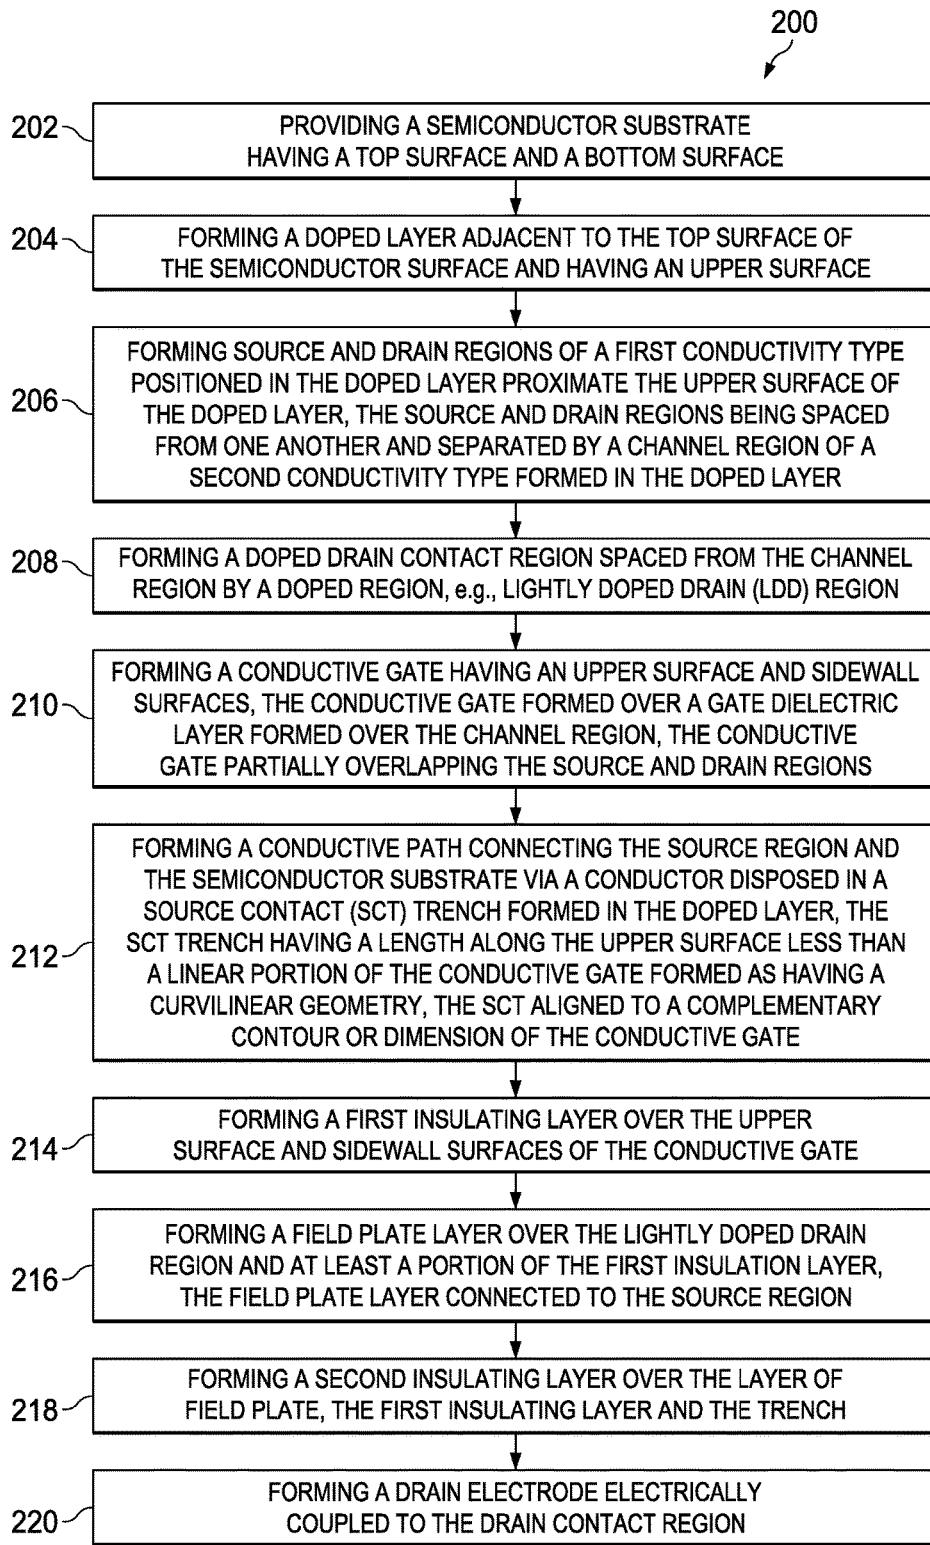 200
202
PROVIDING A SEMICONDUCTOR SUBSTRATE
HAVING A TOP SURFACE AND A BOTTOM SURFACE
204
FORMING A DOPED LAYER ADJACENT TO THE TOP SURFACE OF
THE SEMICONDUCTOR SURFACE AND HAVING AN UPPER SURFACE
206
FORMING SOURCE AND DRAIN REGIONS OF A FIRST CONDUCTIVITY TYPE
POSITIONED IN THE DOPED LAYER PROXIMATE THE UPPER SURFACE OF
THE DOPED LAYER, THE SOURCE AND DRAIN REGIONS BEING SPACED
FROM ONE ANOTHER AND SEPARATED BY A CHANNEL REGION OF A
SECOND CONDUCTIVITY TYPE FORMED IN THE DOPED LAYER
208
FORMING A DOPED DRAIN CONTACT REGION SPACED FROM THE CHANNEL
REGION BY A DOPED REGION, e.g., LIGHTLY DOPED DRAIN (LDD) REGION
210
FORMING A CONDUCTIVE GATE HAVING AN UPPER SURFACE AND SIDEWALL
SURFACES, THE CONDUCTIVE GATE FORMED OVER A GATE DIELECTRIC
LAYER FORMED OVER THE CHANNEL REGION, THE CONDUCTIVE
GATE PARTIALLY OVERLAPPING THE SOURCE AND DRAIN REGIONS
212
FORMING A CONDUCTIVE PATH CONNECTING THE SOURCE REGION AND
THE SEMICONDUCTOR SUBSTRATE VIA A CONDUCTOR DISPOSED IN A
SOURCE CONTACT (SCT) TRENCH FORMED IN THE DOPED LAYER, THE
SCT TRENCH HAVING A LENGTH ALONG THE UPPER SURFACE LESS THAN
A LINEAR PORTION OF THE CONDUCTIVE GATE FORMED AS HAVING A
CURVILINEAR GEOMETRY, THE SCT ALIGNED TO A COMPLEMENTARY
CONTOUR OR DIMENSION OF THE CONDUCTIVE GATE
214
FORMING A FIRST INSULATING LAYER OVER THE UPPER
SURFACE AND SIDEWALL SURFACES OF THE CONDUCTIVE GATE
216
FORMING A FIELD PLATE LAYER OVER THE LIGHTLY DOPED DRAIN
REGION AND AT LEAST A PORTION OF THE FIRST INSULATION LAYER,
THE FIELD PLATE LAYER CONNECTED TO THE SOURCE REGION
218
FORMING A SECOND INSULATING LAYER OVER THE LAYER OF
FIELD PLATE, THE FIRST INSULATING LAYER AND THE TRENCH
220
FORMING A DRAIN ELECTRODE ELECTRICALLY
COUPLED TO THE DRAIN CONTACT REGION